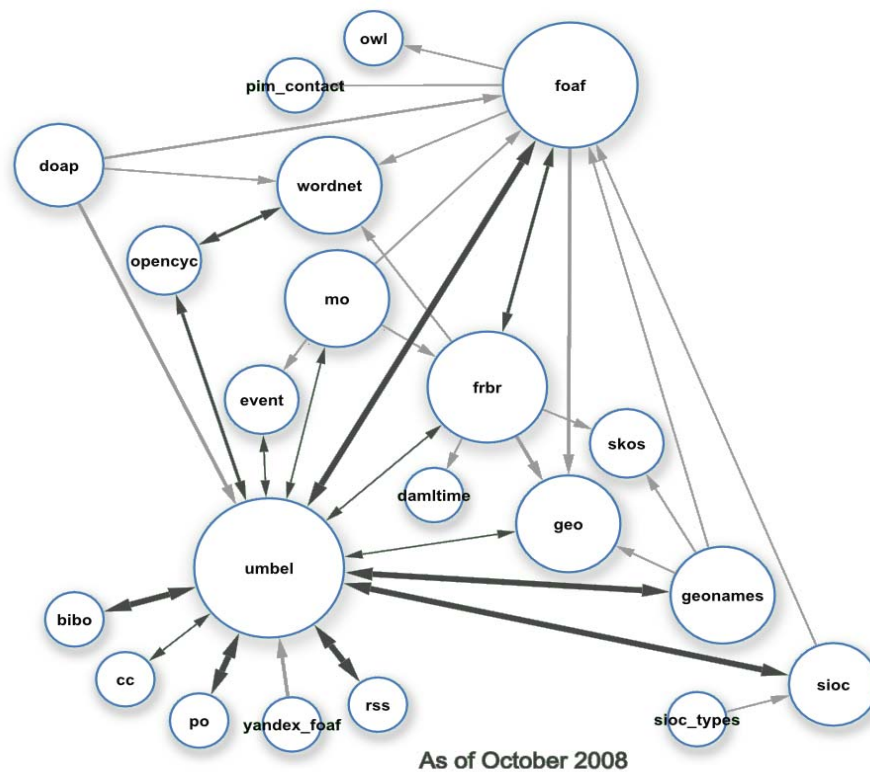 owl
foaf
pim_contact
doap
wordnet
opencyc
mo
frbr
event
skos
damltime
geo
umbel
geonames
bibo
cc
sioc
rss
po
yandex_foaf
sioc_types
As of October 2008